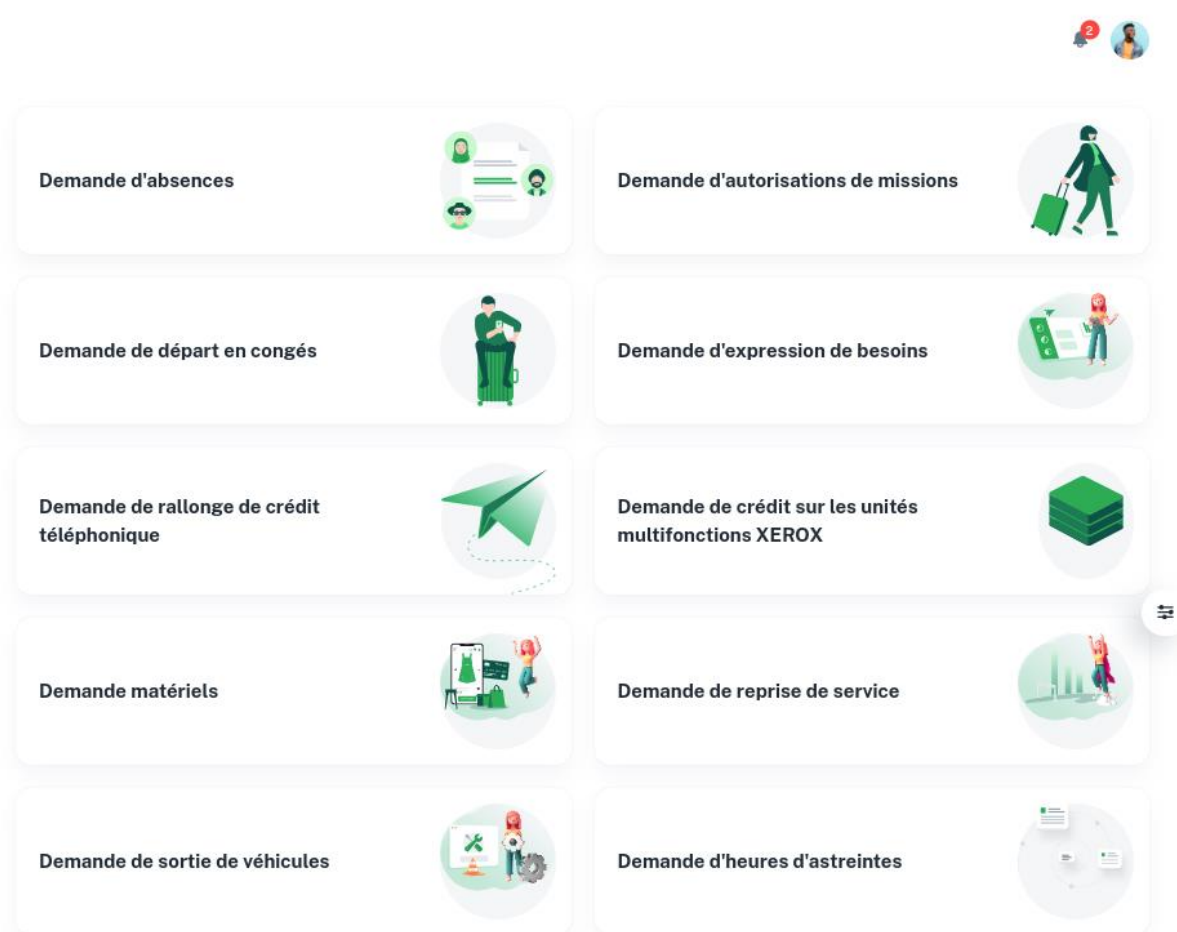 2
Demande d'absences
Demande d'autorisations de missions
Demande de départ en congés
Demande d'expression de besoins
Demande de rallonge de crédit
téléphonique
Demande de crédit sur les unités
multifonctions XEROX
Demande matériels
Demande de reprise de service
Demande de sortie de véhicules
Demande d'heures d'astreintes